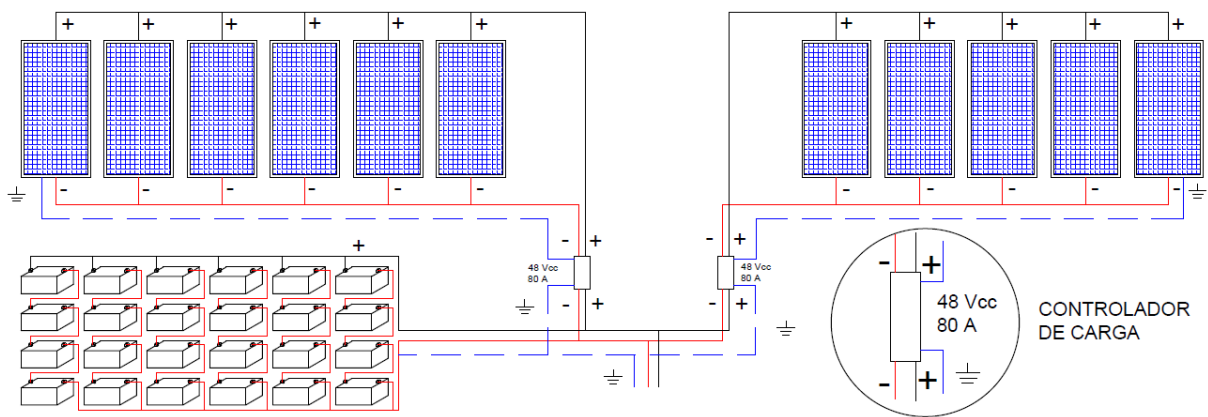 + + + + + +
+ + + + +
- - - - - -
- - - - -
- +
- +
+
48 Vcc
80 A
48 Vcc
80 A
- +
- +
- +
48 Vcc
80 A
- +
CONTROLADOR
DE CARGA